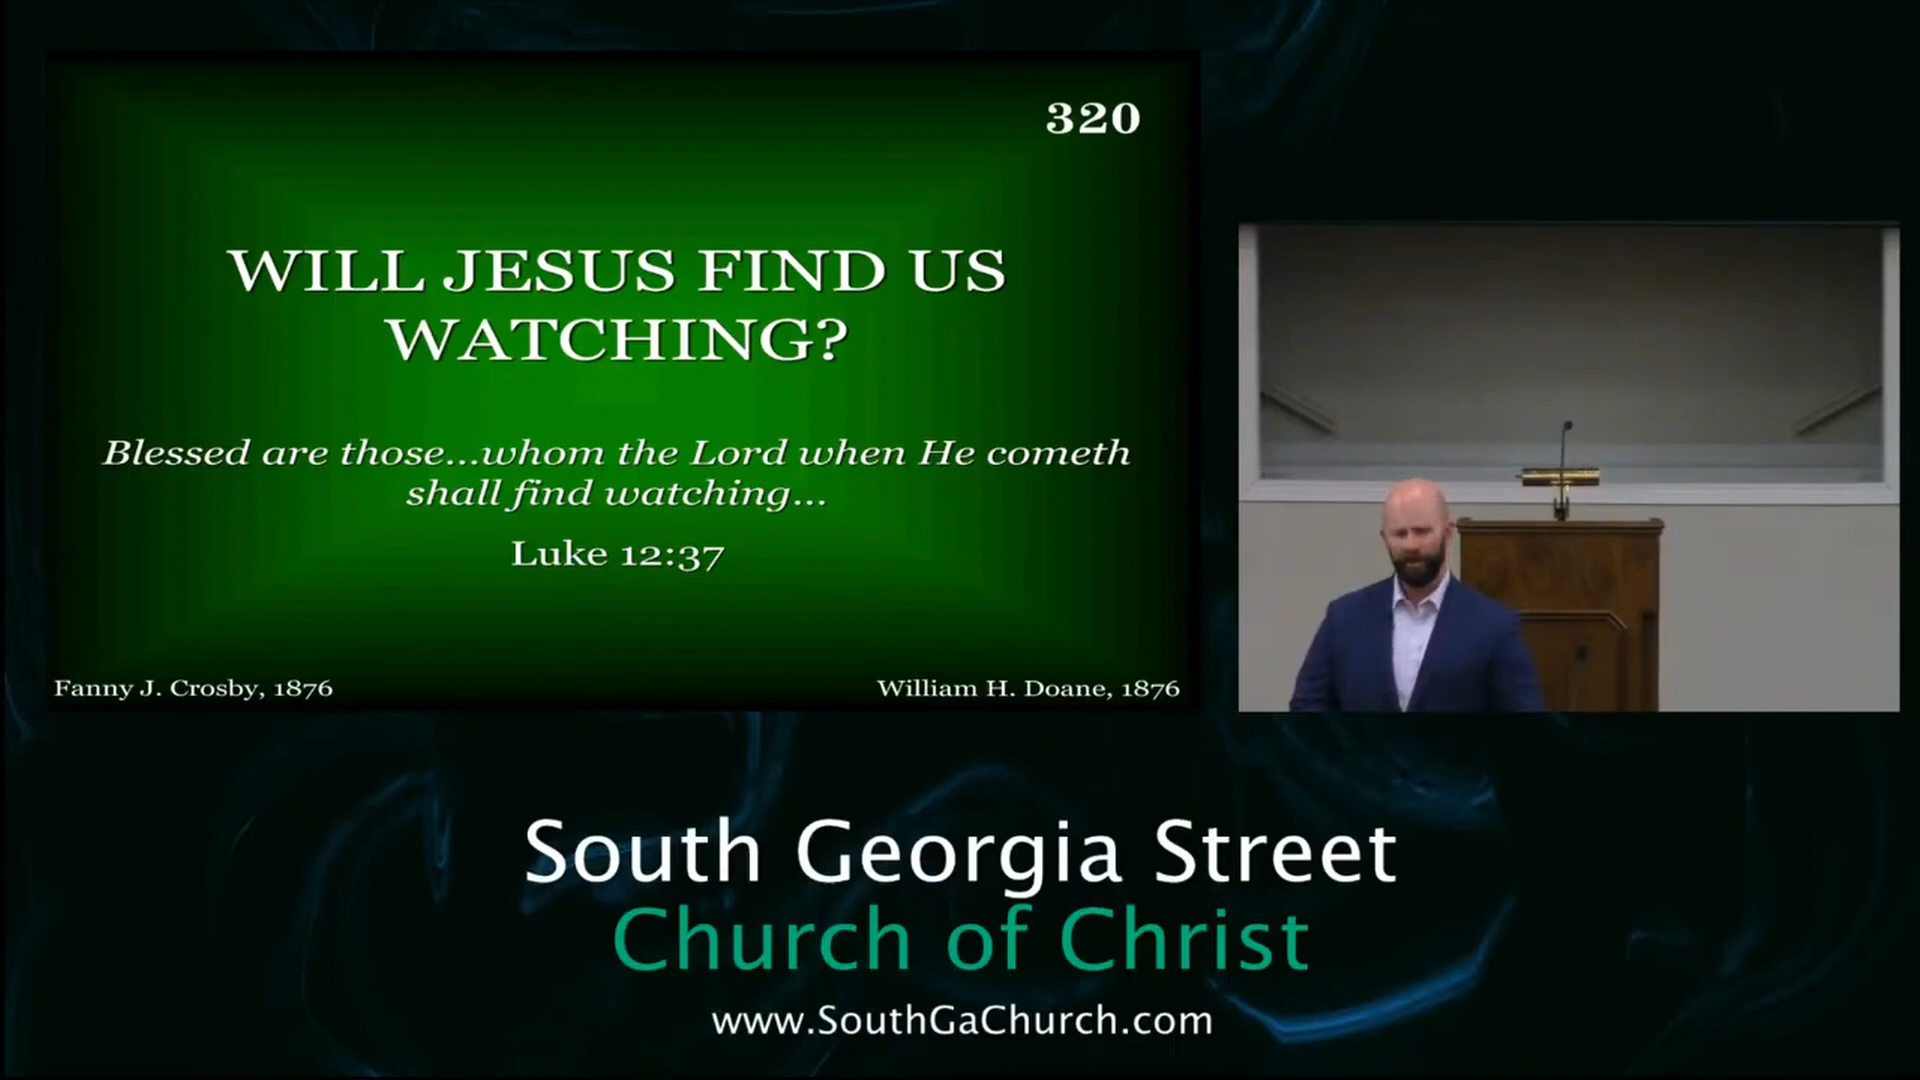 320
WILL JESUS FIND US
WATCHING?
Blessed are those...whom the Lord when He cometh
shall find watching...
Luke 12:37
Fanny J. Crosby, 1876
William H. Doane, 1876
South Georgia Street
Church of Christ
www.SouthGaChurch.com